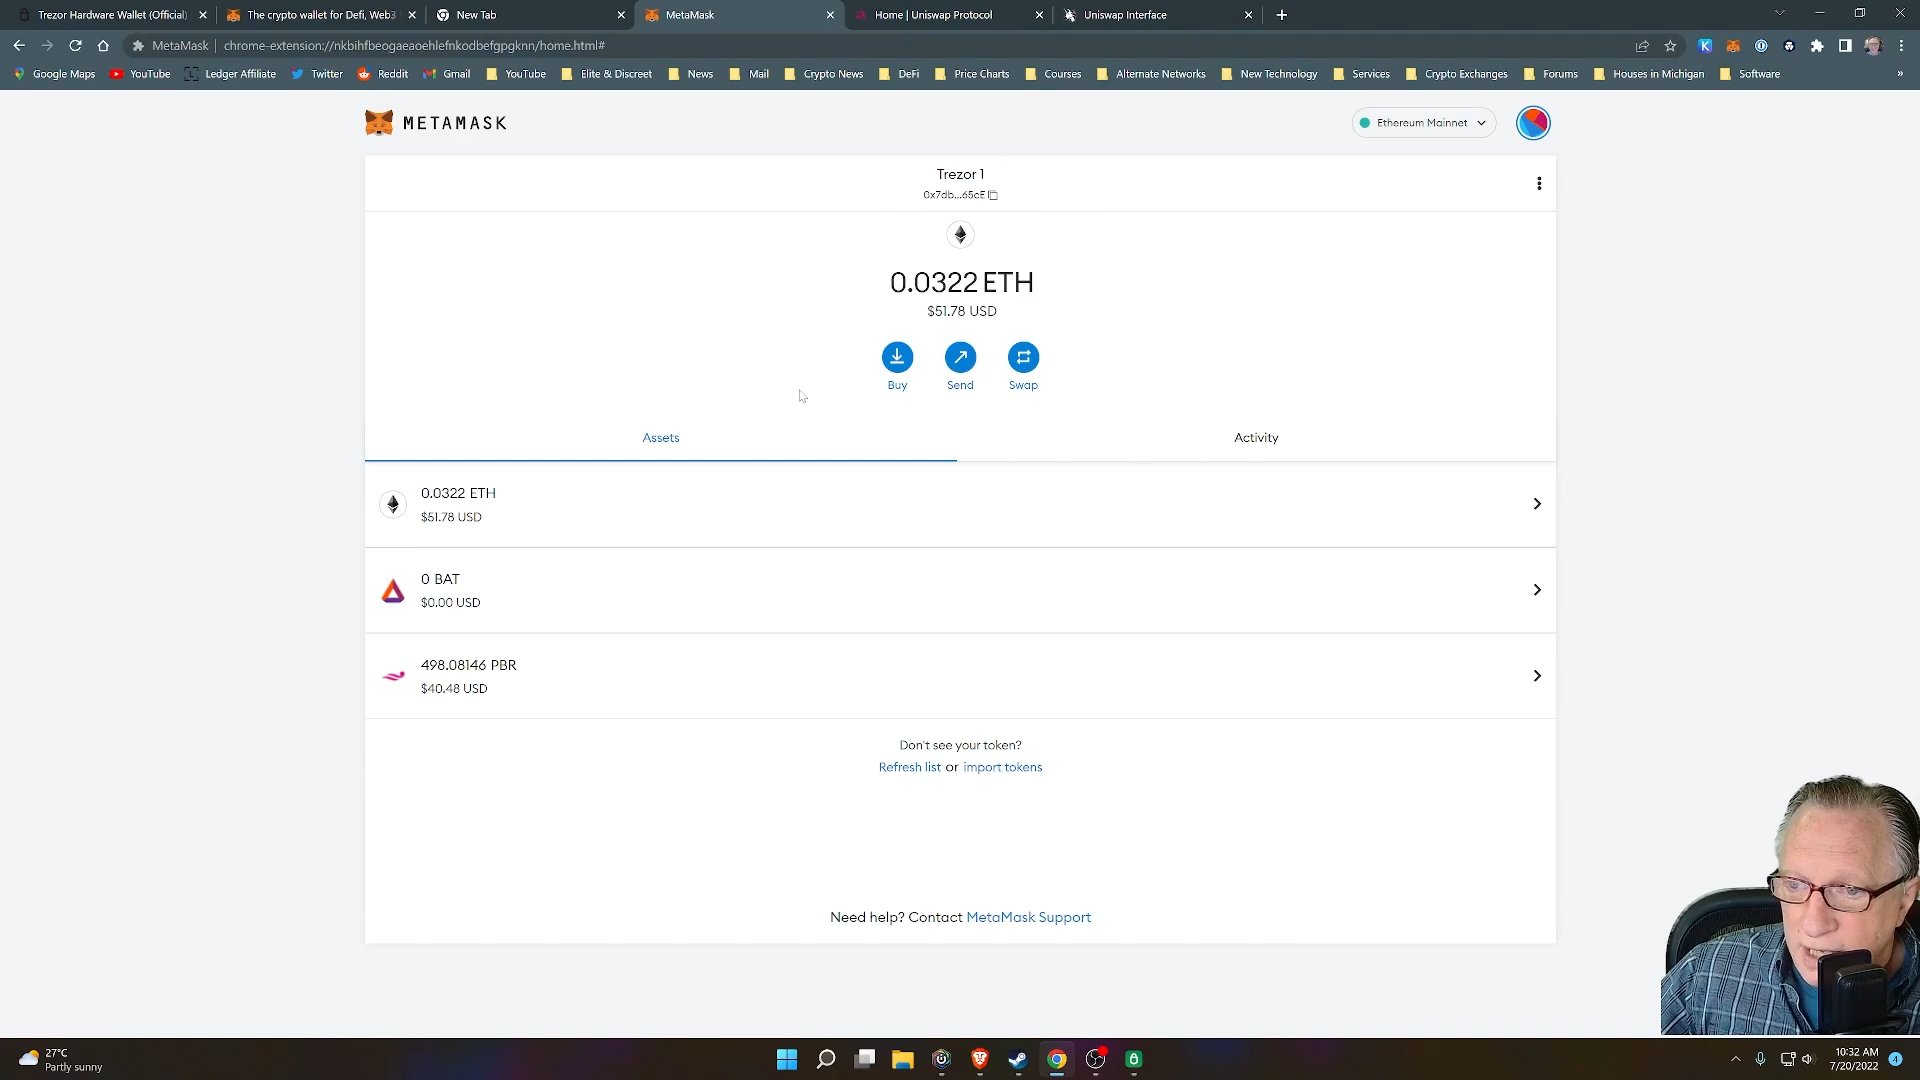 Trezor Hardware Wallet (Official)
The crypto wallet for Defi, Web3
New Tab
MetaMask
Home | Uniswap Protocol
Uniswap Interface
MetaMask
chrome-extension://nkbihfbeogaeaoehlefnkodbefgpgknn/home.html#
Google Maps
YouTube
Ledger Affiliate
Twitter
Reddit
Gmail
YouTube
Elite & Discreet
News
Mail
Crypto News
DeFi
Price Charts
Courses
Alternate Networks
New Technology
Services
Crypto Exchanges
Forums
Houses in Michigan
Software
»
METAMASK
Ethereum Mainnet
Trezor 1
0x7db...65cE
0.0322 ETH
$51.78 USD
Buy
Send
Swap
Assets
Activity
0.0322 ETH
$51.78 USD
0 BAT
$0.00 USD
498.08146 PBR
$40.48 USD
Don't see your token?
Refresh list or import tokens
Need help? Contact MetaMask Support
27°C
Partly sunny
10:32 AM
7/20/2022
4